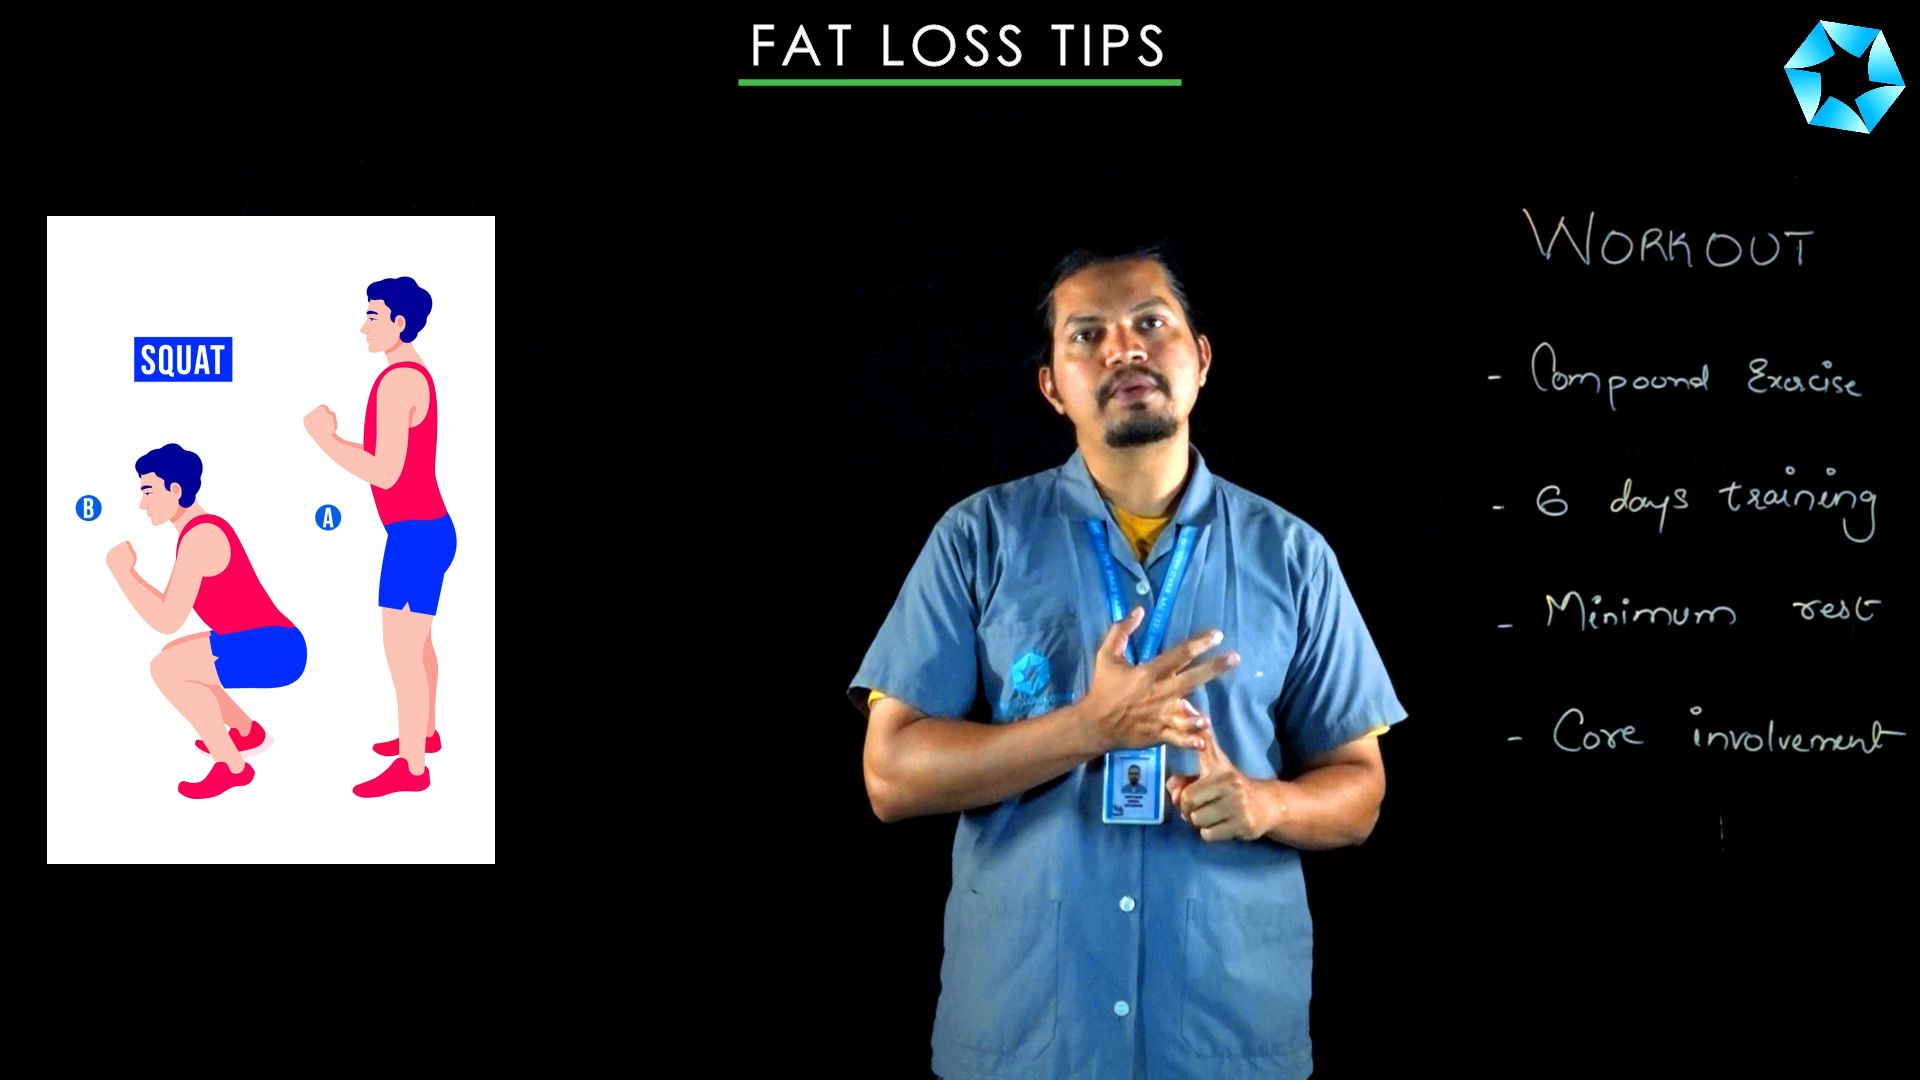 FAT LOSS TIPS
SQUAT
B
A
WORKOUT
- Compound Exercise
- 6 days training
- Minimum rest
- Core involvement